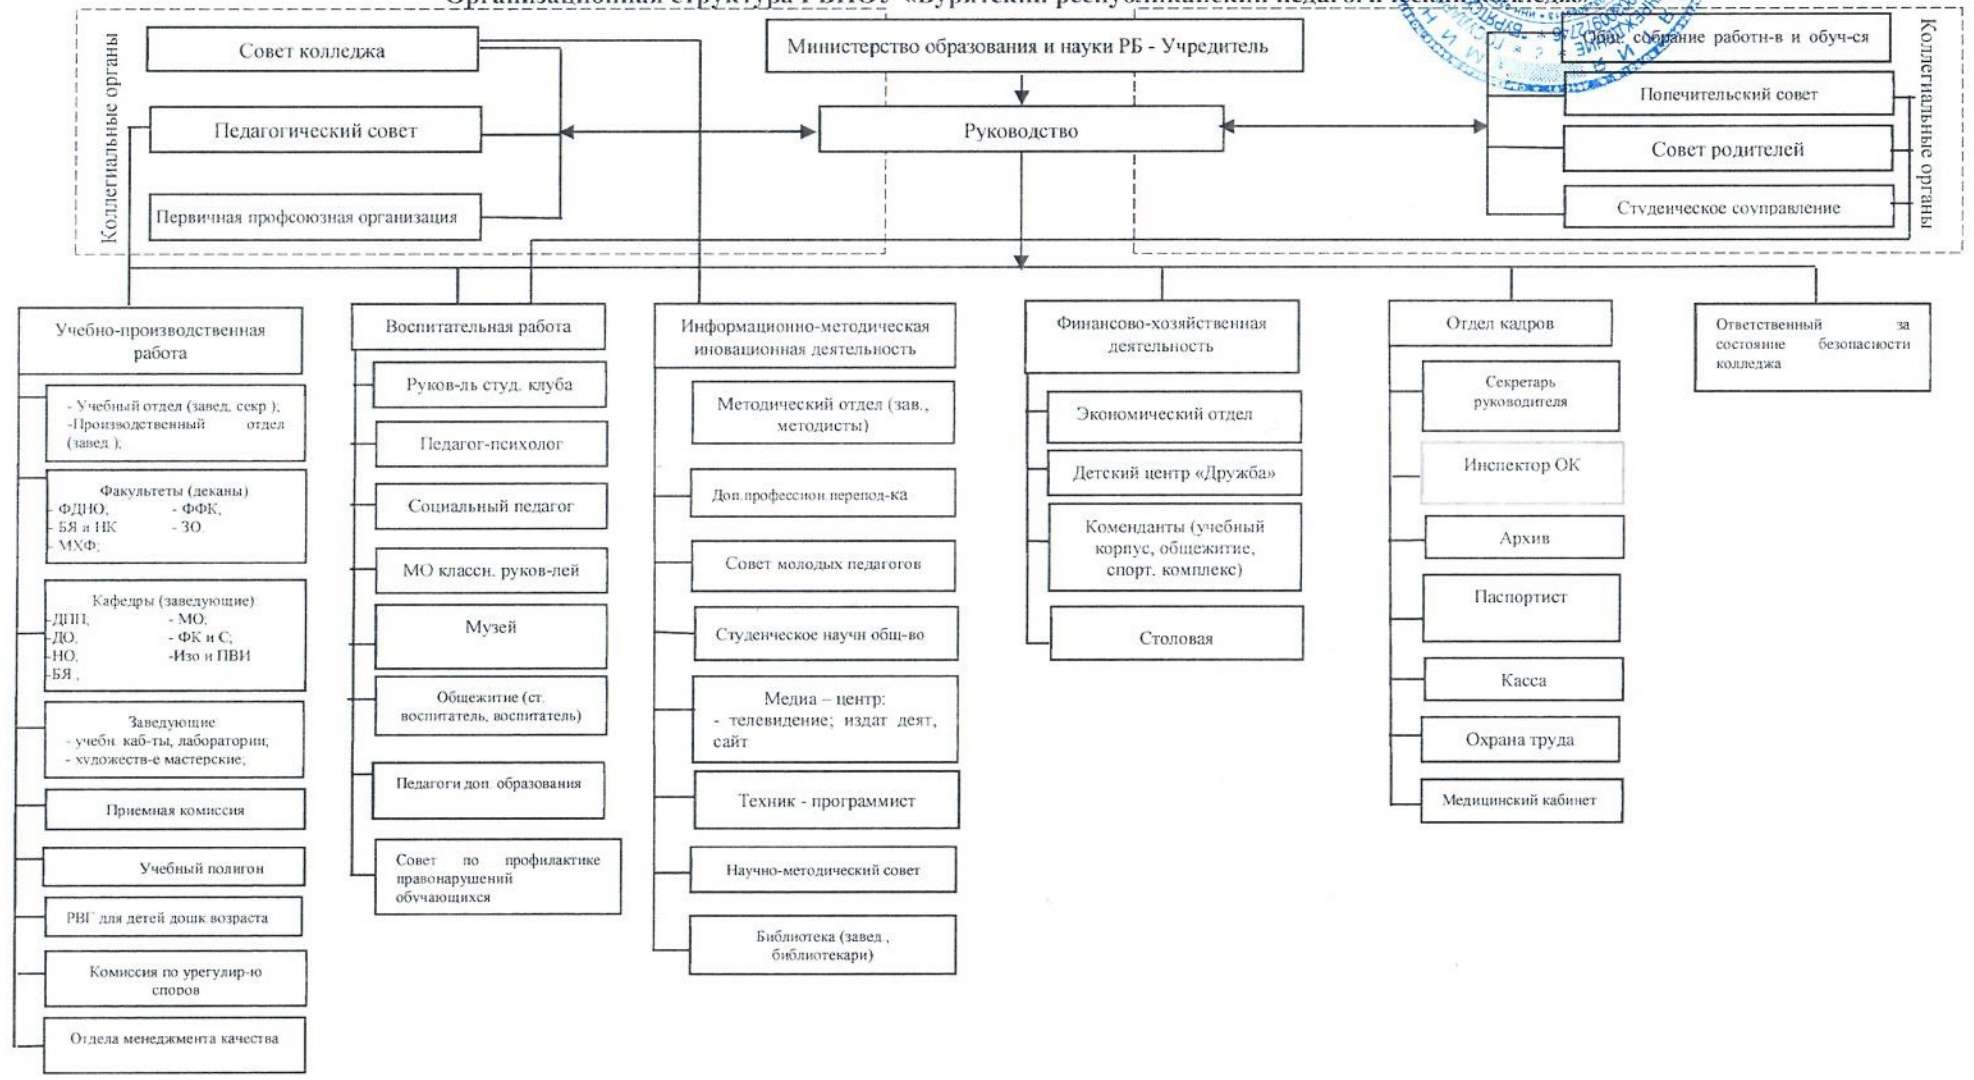 Организационная структура ГБПОУ «Бурятский республиканский педагогический колледж»
Коллегиальные органы
Совет колледжа
Педагогический совет
Первичная профсоюзная организация
Министерство образования и науки РБ - Учредитель
Руководство
Общ. собрание работн-в и обуч-ся
Попечительский совет
Совет родителей
Студенческое соуправление
Коллегиальные органы
Учебно-производственная
работа
- Учебный отдел (завед. секр.);
-Производственный отдел
(завед.);
Факультеты (деканы)
- ФДНО; - ФФК,
- БЯ и НК - ЗО.
- МХФ;
Кафедры (заведующие)
-ДПП; - МО.
-ДО. - ФК и С;
-НО. -Изо и ПВИ
-БЯ ,
Заведующие
- учебн. каб-ты, лаборатории;
- художеств-е мастерские;
Приемная комиссия
Учебный полигон
РВГ для детей дошк.возраста
Комиссия по урегулир-ю
споров
Отдела менеджмента качества
Воспитательная работа
Руков-ль студ. клуба
Педагог-психолог
Социальный педагог
МО классн. руков-лей
Музей
Общежитие (ст.
воспитатель, воспитатель)
Педагоги доп. образования
Совет по профилактике
правонарушений
обучающихся
Информационно-методическая
иновационная деятельность
Методический отдел (зав.,
методисты)
Доп.профессион.перепод-ка
Совет молодых педагогов
Студенческое научн общ-во
Медиа – центр:
- телевидение; издат деят,
сайт
Техник - программист
Научно-методический совет
Библиотека (завед.,
библиотекари)
Финансово-хозяйственная
деятельность
Экономический отдел
Детский центр «Дружба»
Коменданты (учебный
корпус, общежитие,
спорт. комплекс)
Столовая
Отдел кадров
Секретарь
руководителя
Инспектор ОК
Архив
Паспортист
Касса
Охрана труда
Медицинский кабинет
Ответственный за
состояние безопасности
колледжа